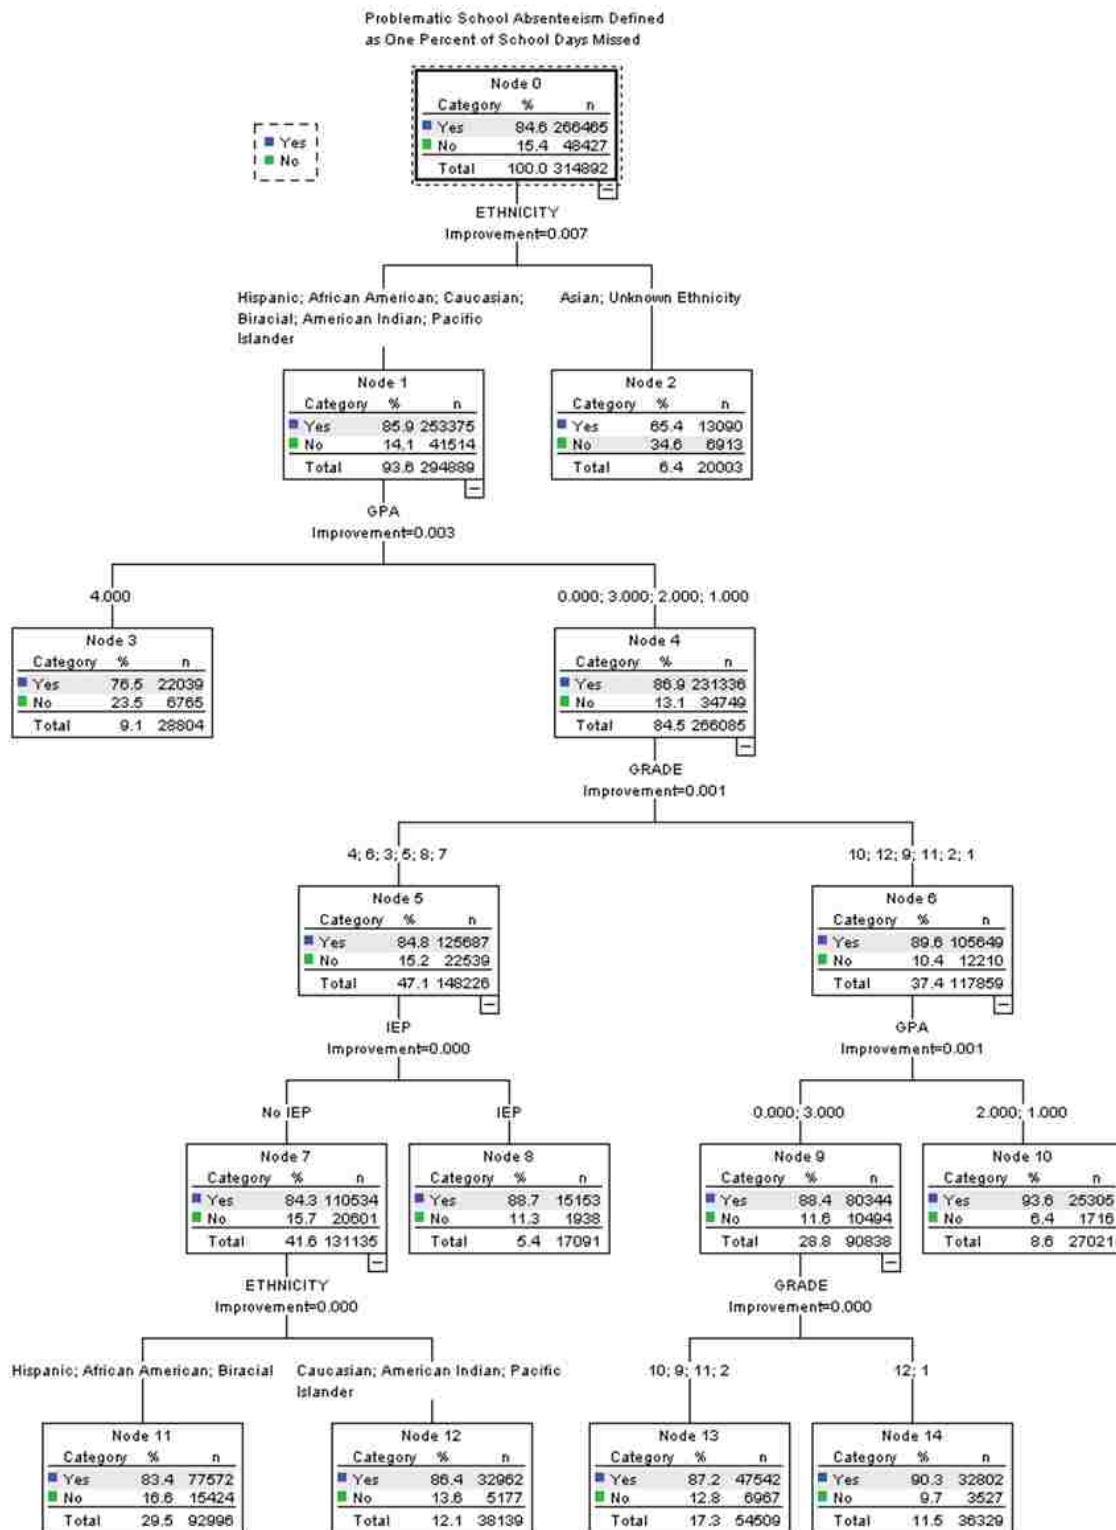 Problematic School Absenteeism Defined
as One Percent of School Days Missed
Yes
No
Node 0
Category % n
Yes 84.6 266465
No 15.4 48427
Total 100.0 314892
ETHNICITY
Improvement=0.007
Hispanic; African American; Caucasian;
Biracial; American Indian; Pacific
Islander
Asian; Unknown Ethnicity
Node 1
Category % n
Yes 85.9 253375
No 14.1 41514
Total 93.6 294889
Node 2
Category % n
Yes 65.4 13090
No 34.6 6913
Total 6.4 20003
GPA
Improvement=0.003
4.000
0.000; 3.000; 2.000; 1.000
Node 3
Category % n
Yes 76.5 22039
No 23.5 6765
Total 9.1 28804
Node 4
Category % n
Yes 86.9 231336
No 13.1 34749
Total 84.5 266085
GRADE
Improvement=0.001
4; 6; 3; 5; 8; 7
10; 12; 9; 11; 2; 1
Node 5
Category % n
Yes 84.8 125687
No 15.2 22539
Total 47.1 148226
Node 6
Category % n
Yes 89.6 105649
No 10.4 12210
Total 37.4 117859
IEP
Improvement=0.000
GPA
Improvement=0.001
No IEP
IEP
0.000; 3.000
2.000; 1.000
Node 7
Category % n
Yes 84.3 110534
No 15.7 20601
Total 41.6 131135
Node 8
Category % n
Yes 88.7 15153
No 11.3 1938
Total 5.4 17091
Node 9
Category % n
Yes 88.4 80344
No 11.6 10494
Total 28.8 90838
Node 10
Category % n
Yes 93.6 25305
No 6.4 1716
Total 8.6 27021
ETHNICITY
Improvement=0.000
GRADE
Improvement=0.000
Hispanic; African American; Biracial
Caucasian; American Indian; Pacific
Islander
10; 9; 11; 2
12; 1
Node 11
Category % n
Yes 83.4 77572
No 16.6 15424
Total 29.5 92996
Node 12
Category % n
Yes 86.4 32962
No 13.6 5177
Total 12.1 38139
Node 13
Category % n
Yes 87.2 47542
No 12.8 6967
Total 17.3 54509
Node 14
Category % n
Yes 90.3 32802
No 9.7 3527
Total 11.5 36329